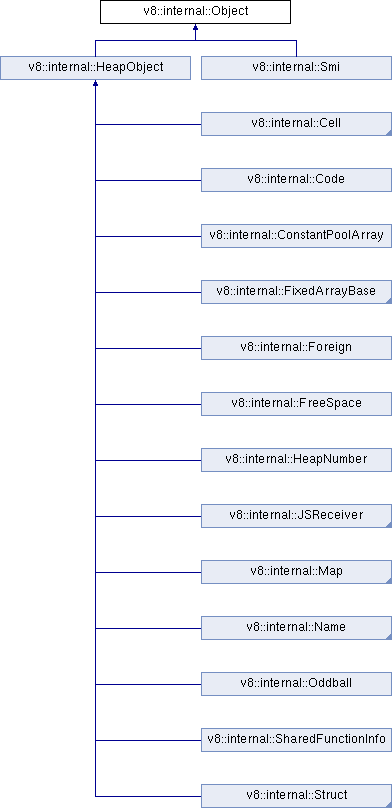 v8::internal::Object
v8::internal::HeapObject
v8::internal::Smi
v8::internal::Cell
v8::internal::Code
v8::internal::ConstantPoolArray
v8::internal::FixedArrayBase
v8::internal::Foreign
v8::internal::FreeSpace
v8::internal::HeapNumber
v8::internal::JSReceiver
v8::internal::Map
v8::internal::Name
v8::internal::Oddball
v8::internal::SharedFunctionInfo
v8::internal::Struct